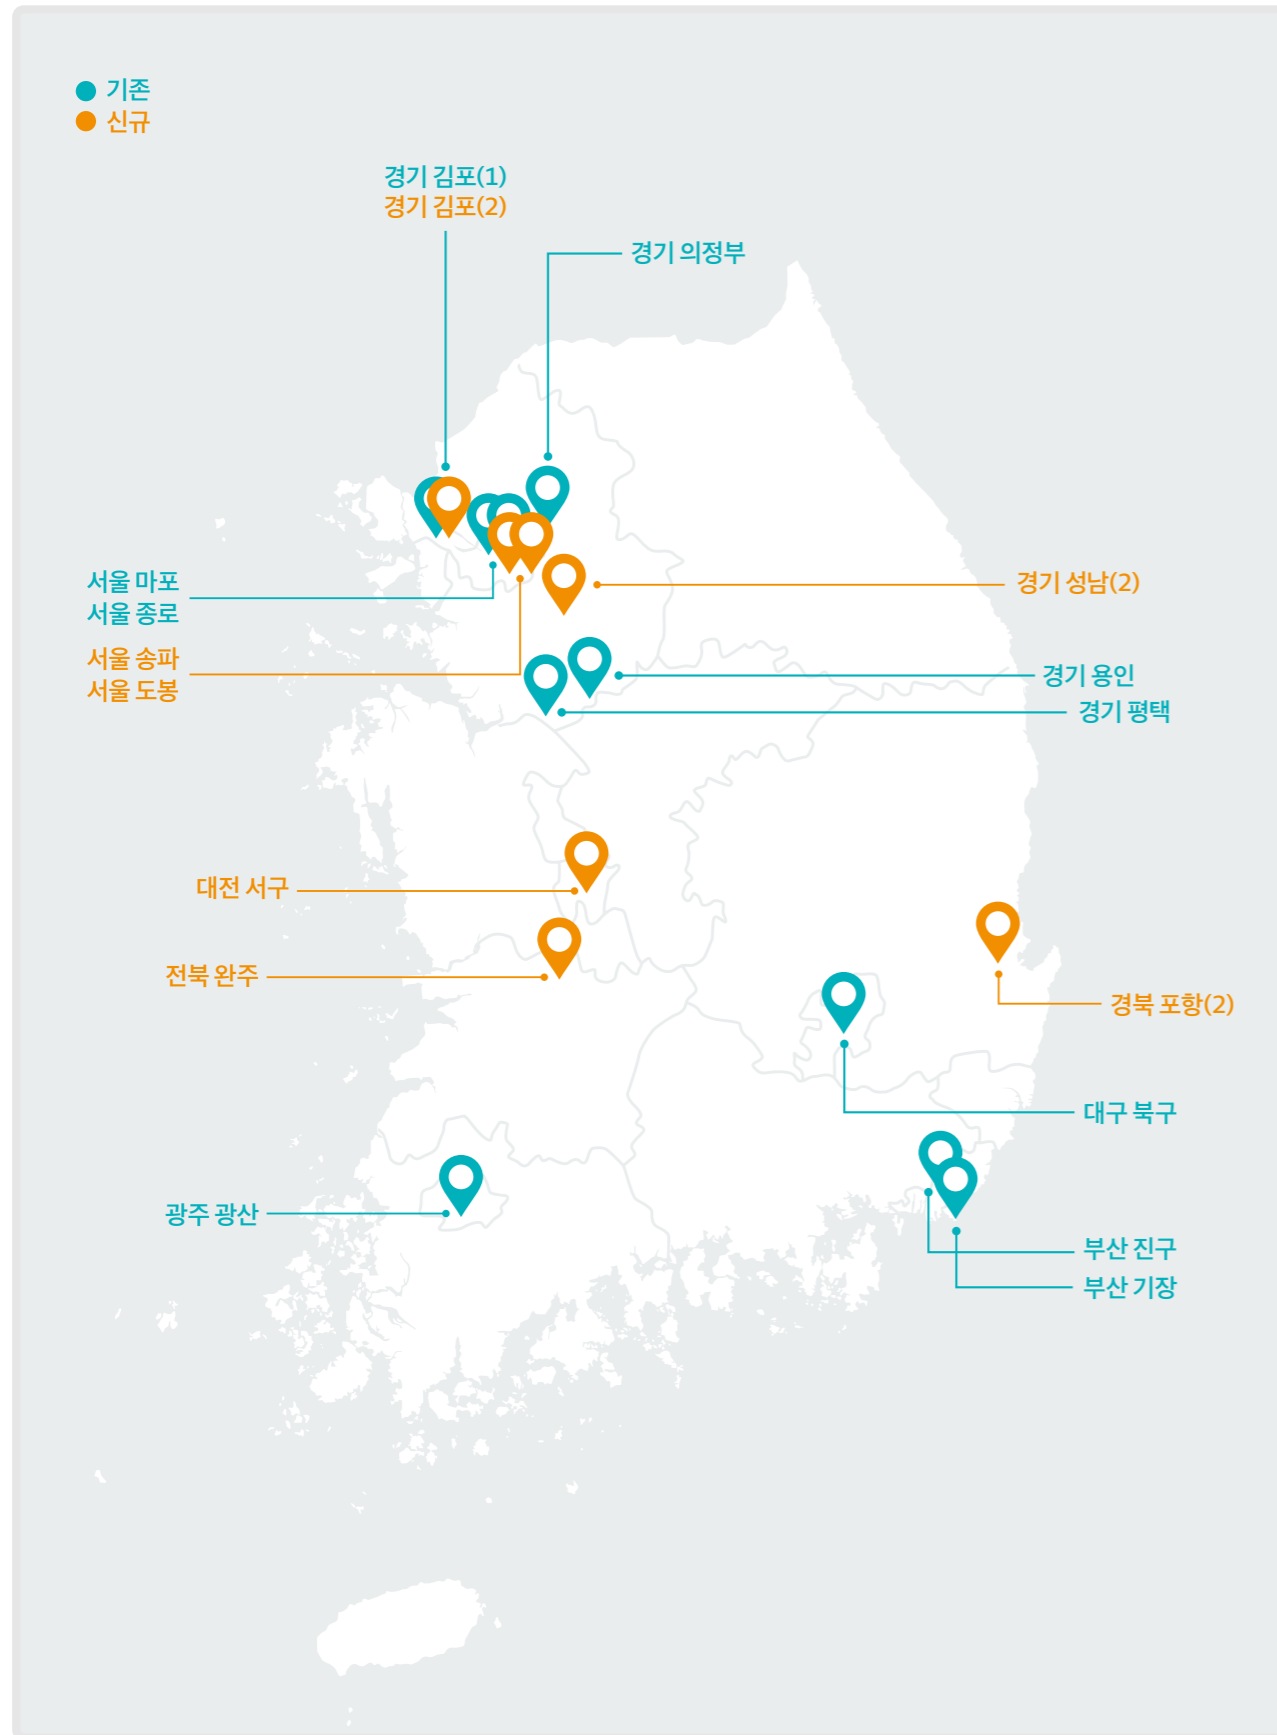 기존
신규
경기 김포(1)
경기 김포(2)
경기 의정부
서울 마포
서울 종로
경기 성남(2)
서울 송파
서울 도봉
경기 용인
경기 평택
대전 서구
전북 완주
경북 포항(2)
대구 북구
광주 광산
부산 진구
부산 기장